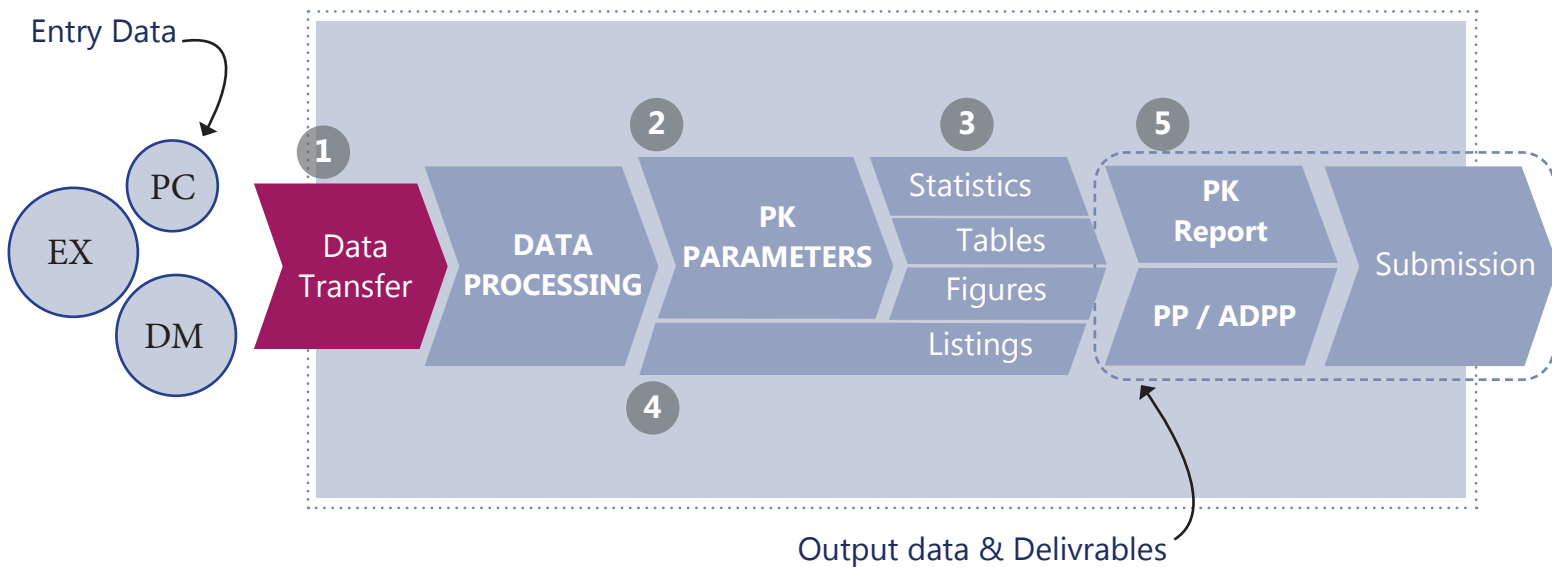 Entry Data
PC
EX
DM
1
Data
Transfer
DATA
PROCESSING
2
PK
PARAMETERS
3
Statistics
Tables
Figures
Listings
4
5
PK
Report
PP / ADPP
Submission
Output data & Delivrables